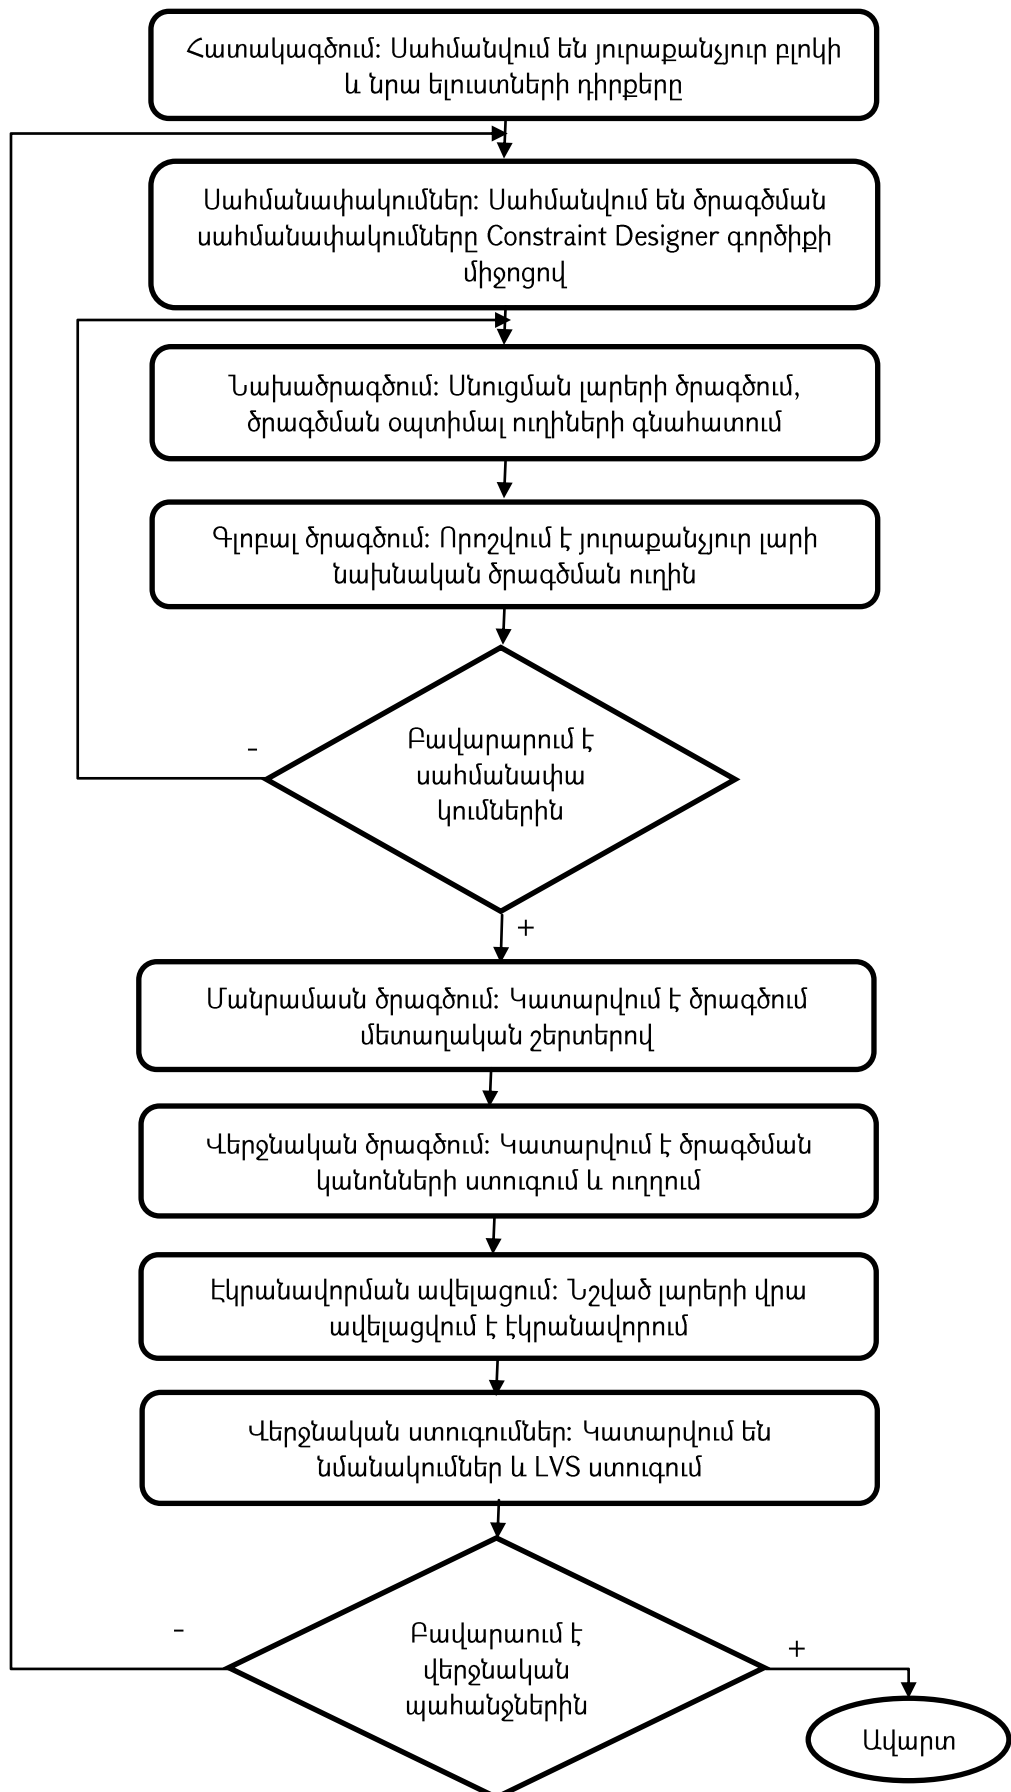 Հատակագծում: Սահմանվում են յուրաքանչյուր բլոկի
և նրա ելուստների դիրքերը
Սահմանափակումներ: Սահմանվում են ծրագծման
սահմանափակումները Constraint Designer գործիքի
միջոցով
Նախածրագծում: Սնուցման լարերի ծրագծում,
ծրագծման օպտիմալ ուղիների գնահատում
Գլոբալ ծրագծում: Որոշվում է յուրաքանչյուր լարի
նախնական ծրագծման ուղին
Բավարարում է
սահմանափա
կումներին
-
+
Մանրամասն ծրագծում: Կատարվում է ծրագծում
մետաղական շերտերով
Վերջնական ծրագծում: Կատարվում է ծրագծման
կանոնների ստուգում և ուղղում
Էկրանավորման ավելացում: Նշված լարերի վրա
ավելացվում է էկրանավորում
Վերջնական ստուգումներ: Կատարվում են
նմանակումներ և LVS ստուգում
Բավարաում է
վերջնական
պահանջներին
-
+
Ավարտ